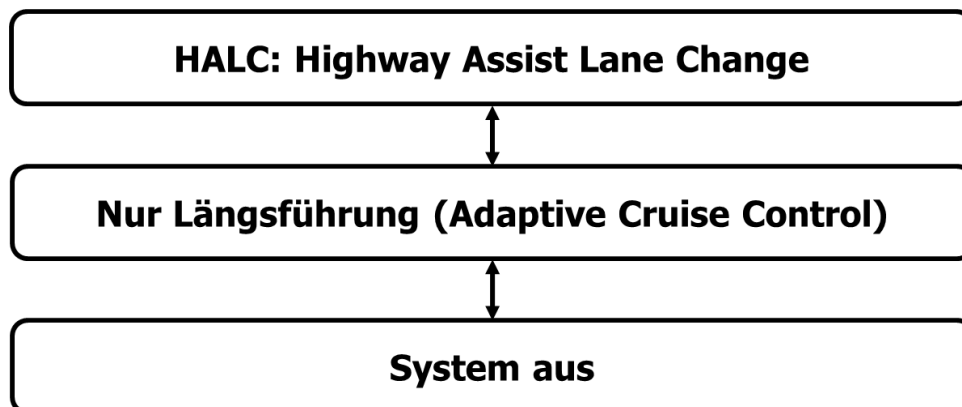 HALC: Highway Assist Lane Change
Nur Längsführung (Adaptive Cruise Control)
System aus